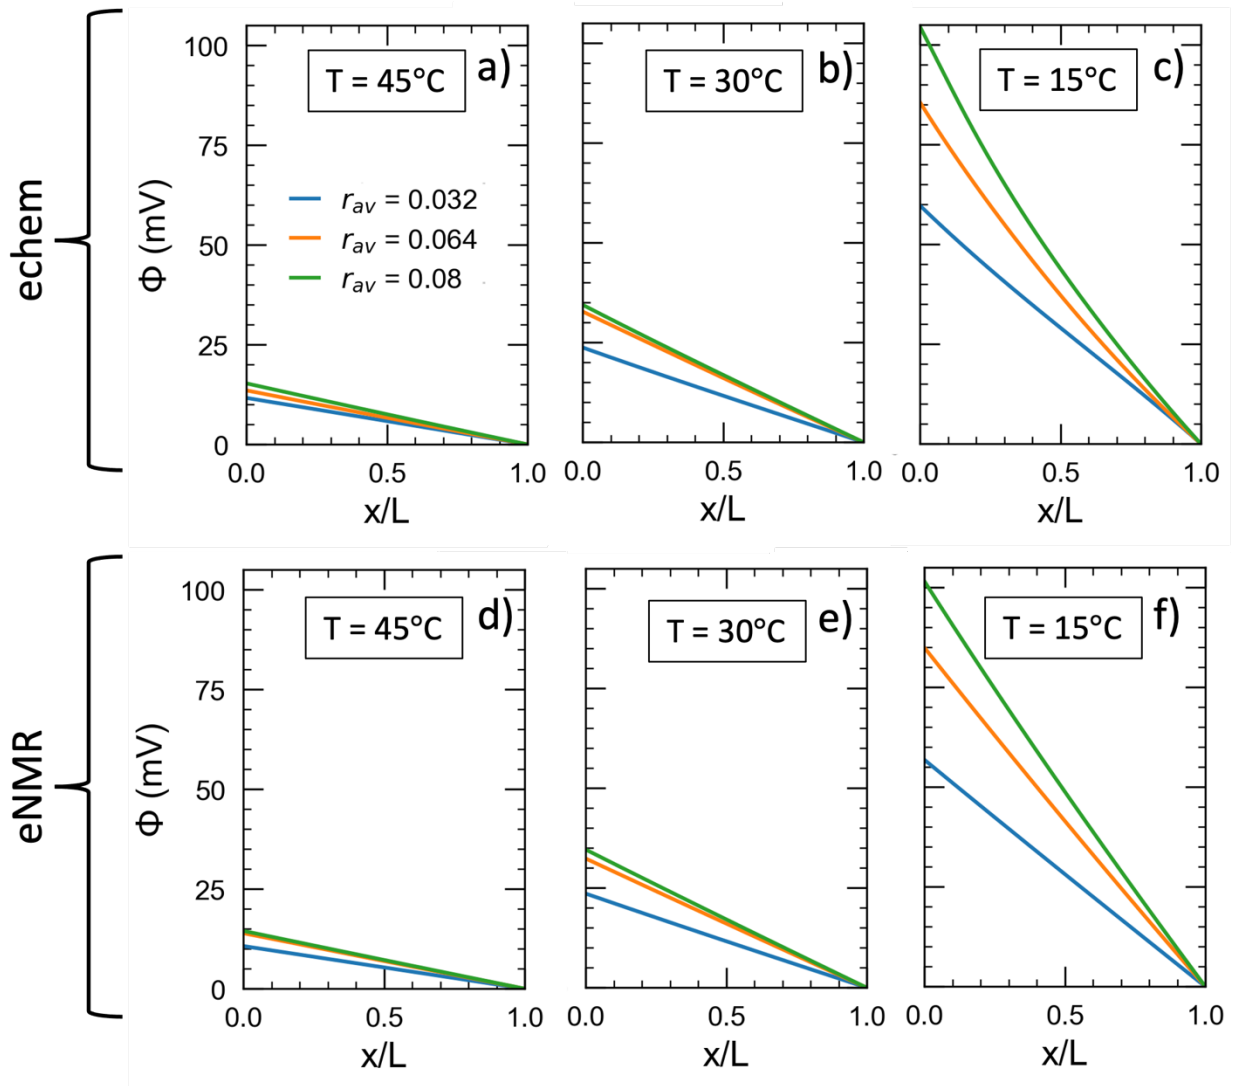 echem
T = 45°C a)
T = 30°C b)
T = 15°C c)
100
75
50
25
0
Φ (mV)
r_av = 0.032
r_av = 0.064
r_av = 0.08
0.0 0.5 1.0
0.0 0.5 1.0
0.0 0.5 1.0
x/L
x/L
x/L
eNMR
T = 45°C d)
T = 30°C e)
T = 15°C f)
100
75
50
25
0
Φ (mV)
0.0 0.5 1.0
0.0 0.5 1.0
0.0 0.5 1.0
x/L
x/L
x/L